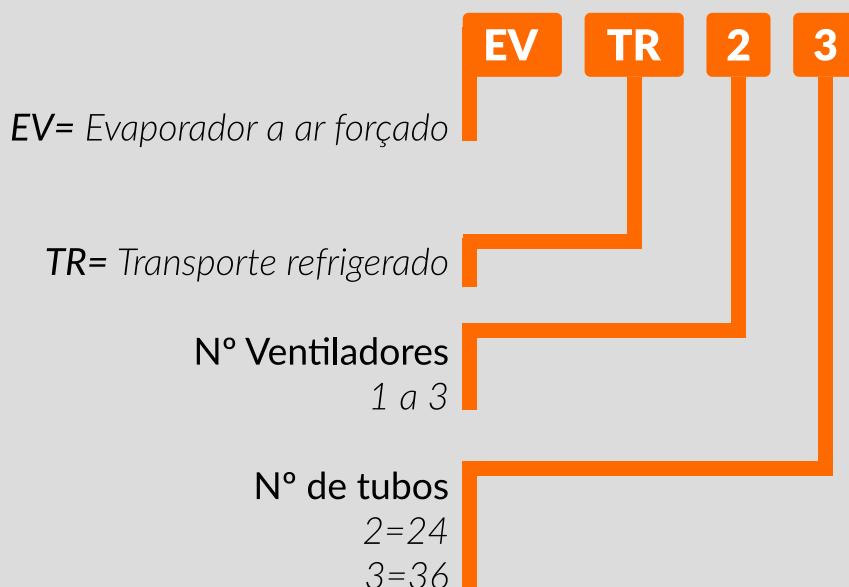 EV TR 2 3
EV= Evaporador a ar forçado
TR= Transporte refrigerado
Nº Ventiladores
1 a 3
Nº de tubos
2=24
3=36